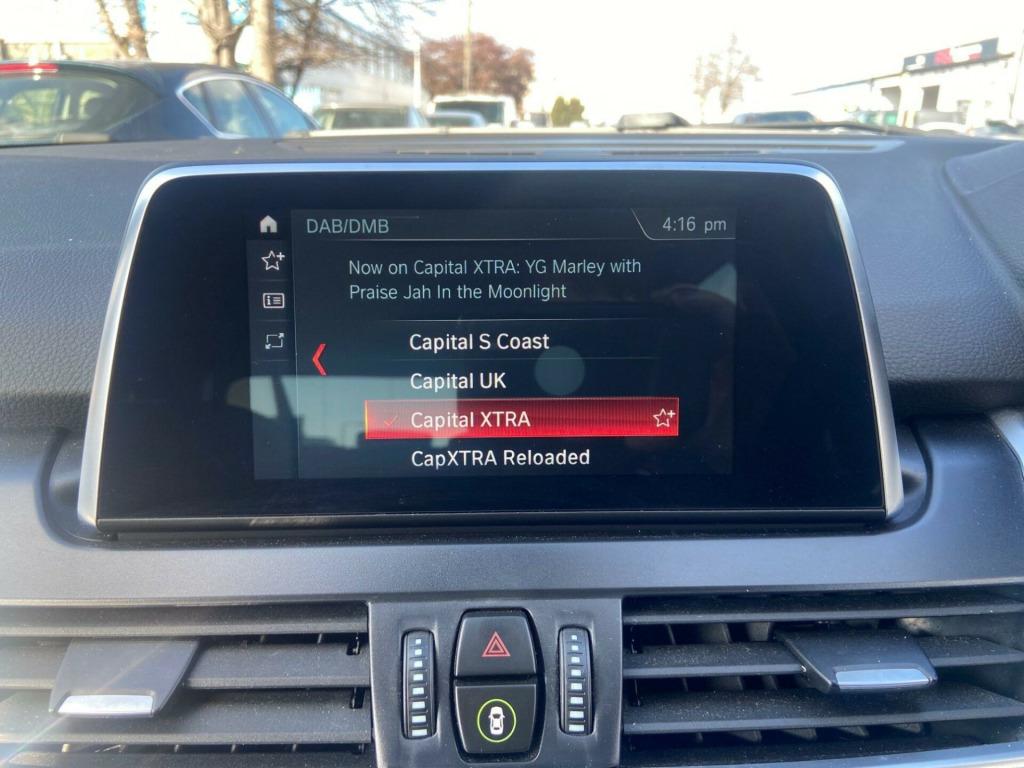 DAB/DMB
4:16 pm
Now on Capital XTRA: YG Marley with
Praise Jah In the Moonlight
Capital S Coast
Capital UK
Capital XTRA
CapXTRA Reloaded